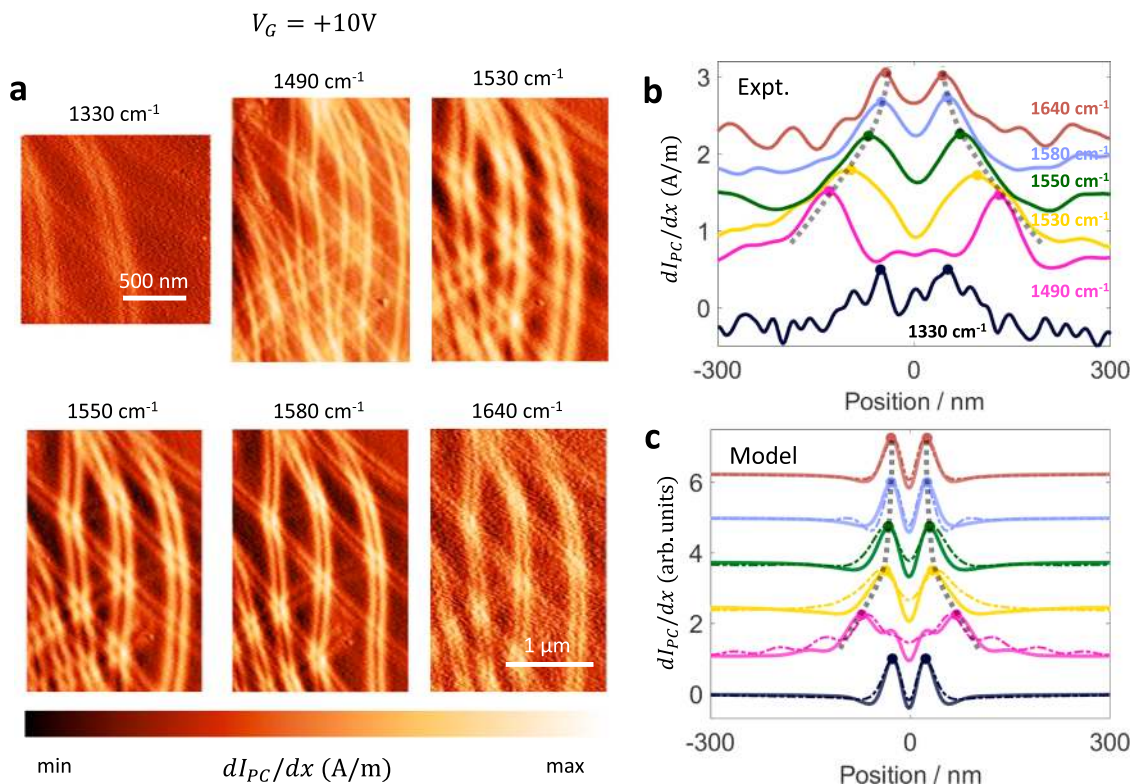 V_G = +10V
a
1330 cm⁻¹
1490 cm⁻¹
1530 cm⁻¹
500 nm
1550 cm⁻¹
1580 cm⁻¹
1640 cm⁻¹
1 μm
min
dI_PC/dx (A/m)
max
b
Expt.
3
2
1
0
dI_PC/dx (A/m)
1640 cm⁻¹
1580 cm⁻¹
1550 cm⁻¹
1530 cm⁻¹
1490 cm⁻¹
1330 cm⁻¹
-300
0
300
Position / nm
c
Model
6
4
2
0
dI_PC/dx (arb. units)
-300
0
300
Position / nm